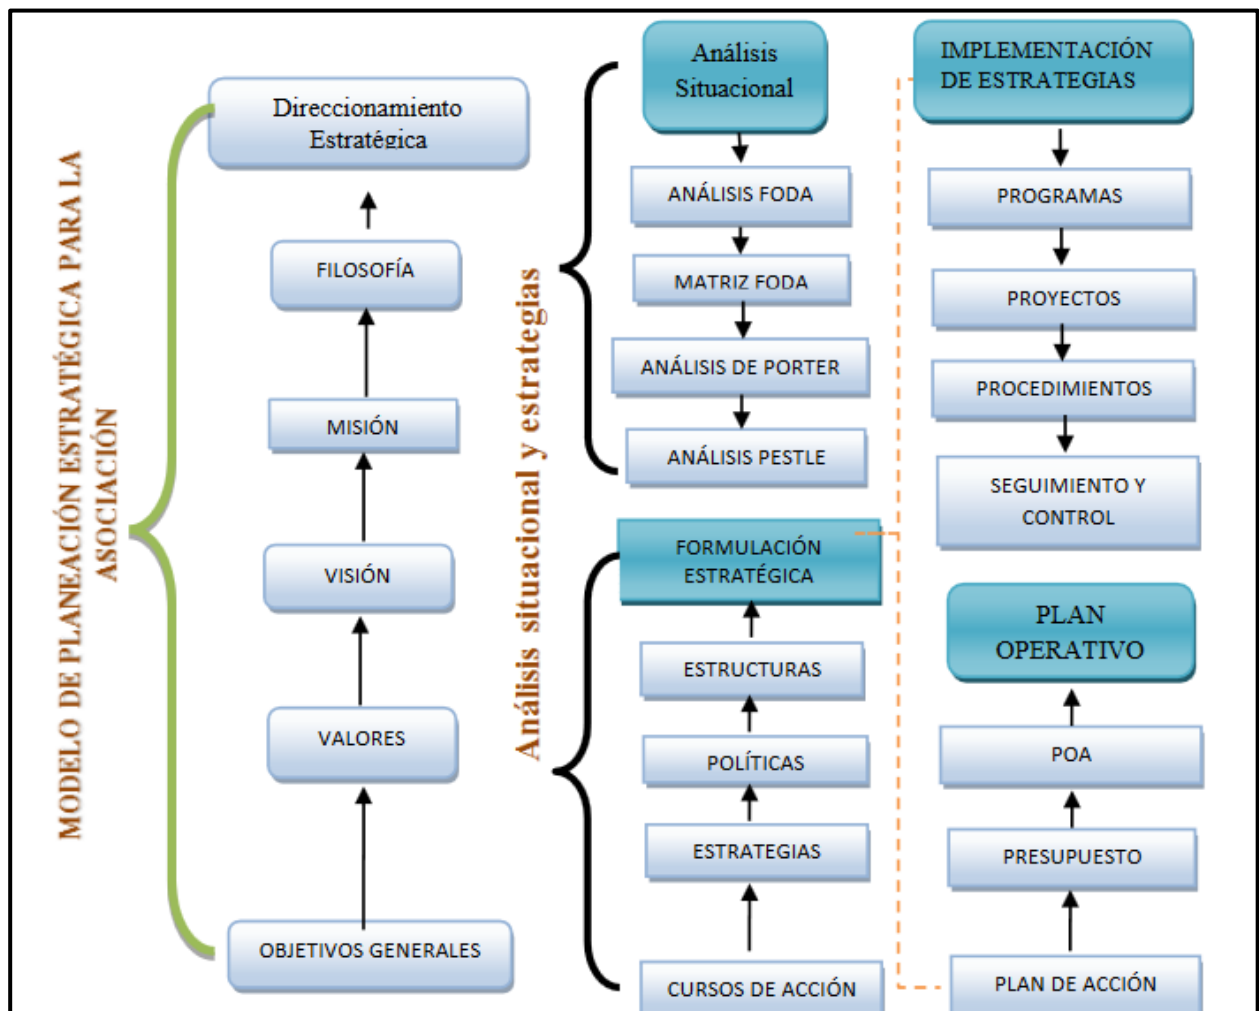 MODELO DE PLANEACIÓN ESTRATÉGICA PARA LA
ASOCIACIÓN
Direccionamiento
Estratégica
FILOSOFÍA
MISIÓN
VISIÓN
VALORES
OBJETIVOS GENERALES
Análisis situacional y estrategias
Análisis
Situacional
ANÁLISIS FODA
MATRIZ FODA
ANÁLISIS DE PORTER
ANÁLISIS PESTLE
FORMULACIÓN
ESTRATÉGICA
ESTRUCTURAS
POLÍTICAS
ESTRATEGIAS
CURSOS DE ACCIÓN
IMPLEMENTACIÓN
DE ESTRATEGIAS
PROGRAMAS
PROYECTOS
PROCEDIMIENTOS
SEGUIMIENTO Y
CONTROL
PLAN
OPERATIVO
POA
PRESUPUESTO
PLAN DE ACCIÓN